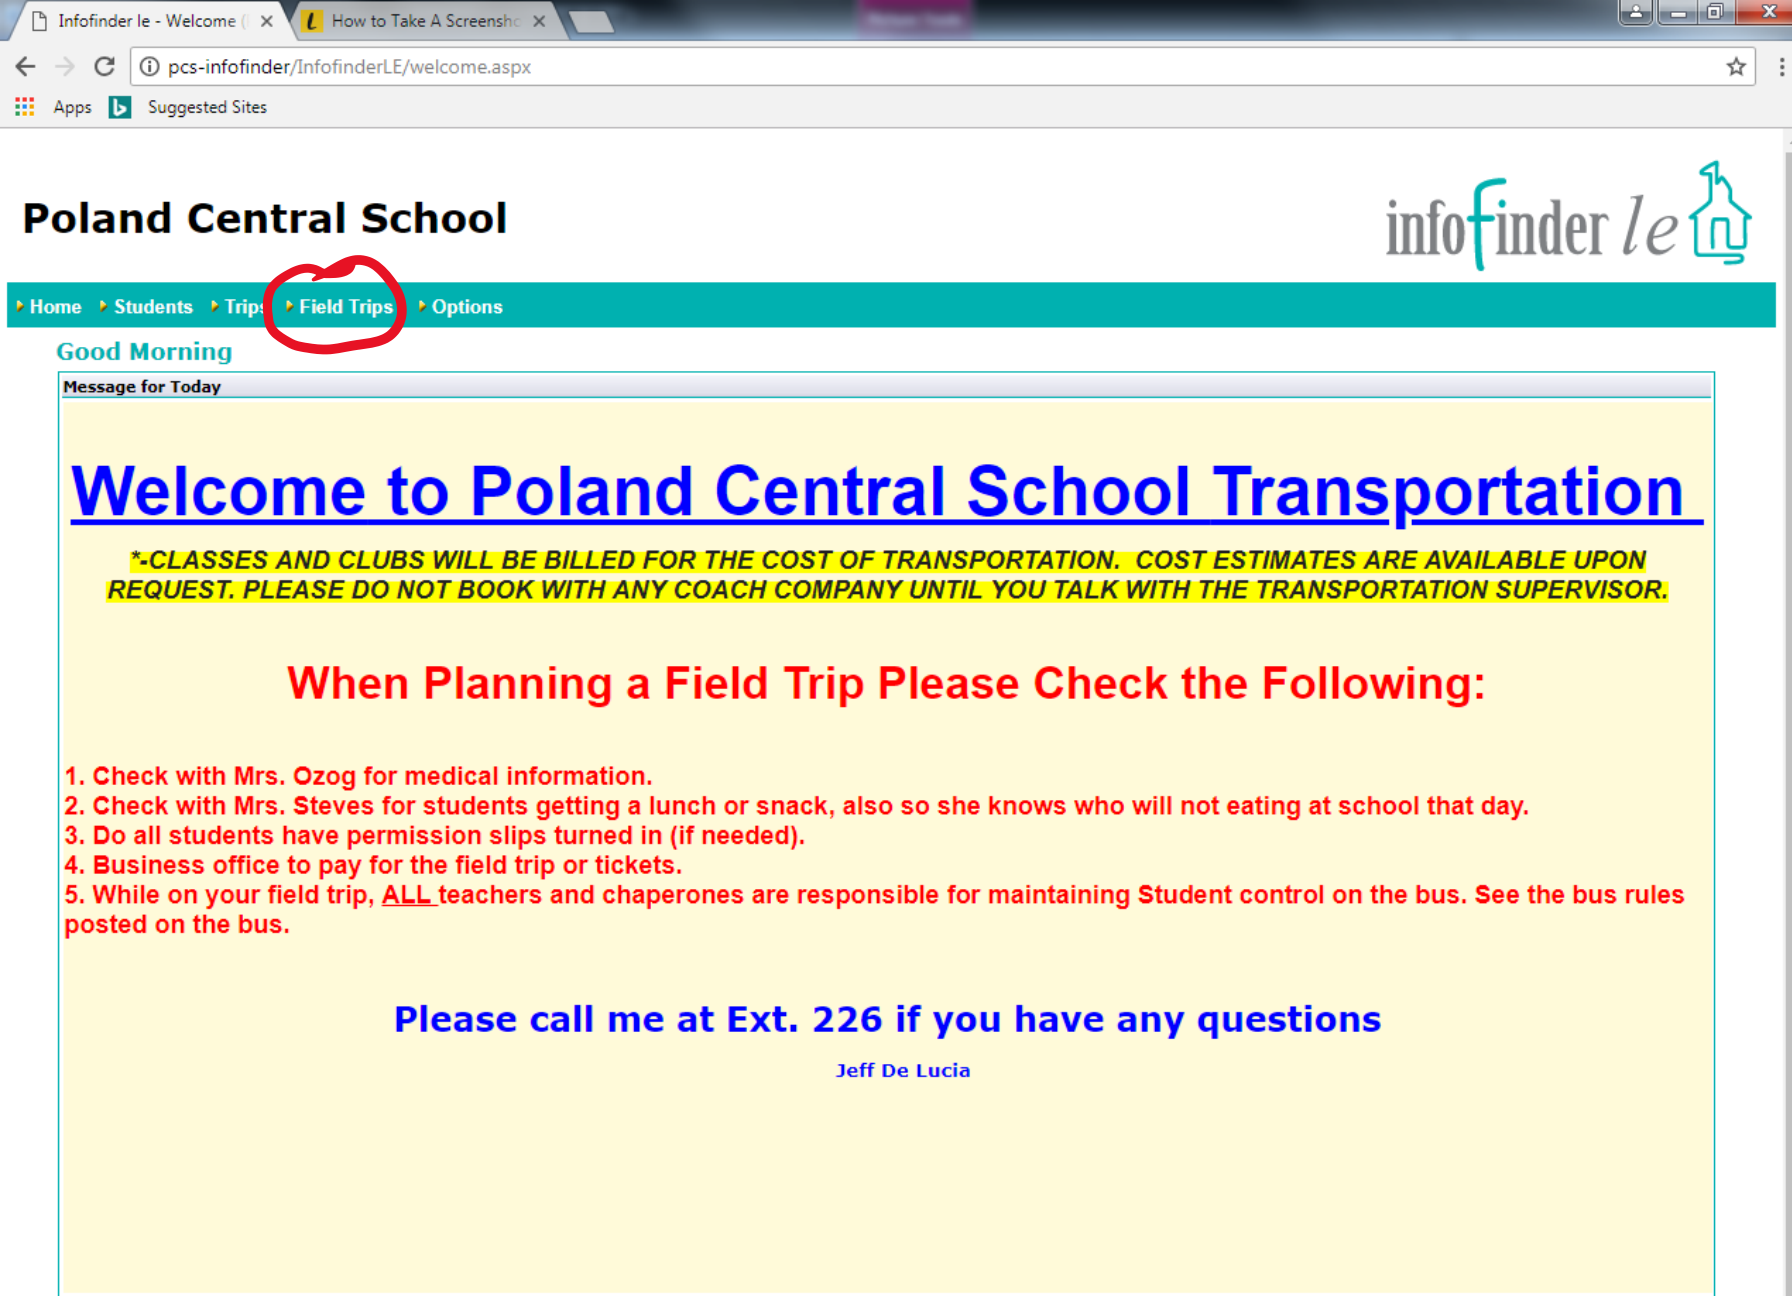 Infofinder le - Welcome (
How to Take A Screensho
pcs-infofinder/InfofinderLE/welcome.aspx
Apps
Suggested Sites
Poland Central School
infofinder le
Home Students Trips Field Trips Options
Good Morning
Message for Today
Welcome to Poland Central School Transportation
*-CLASSES AND CLUBS WILL BE BILLED FOR THE COST OF TRANSPORTATION.  COST ESTIMATES ARE AVAILABLE UPON
REQUEST. PLEASE DO NOT BOOK WITH ANY COACH COMPANY UNTIL YOU TALK WITH THE TRANSPORTATION SUPERVISOR.
When Planning a Field Trip Please Check the Following:
1. Check with Mrs. Ozog for medical information.
2. Check with Mrs. Steves for students getting a lunch or snack, also so she knows who will not eating at school that day.
3. Do all students have permission slips turned in (if needed).
4. Business office to pay for the field trip or tickets.
5. While on your field trip, ALL teachers and chaperones are responsible for maintaining Student control on the bus. See the bus rules
posted on the bus.
Please call me at Ext. 226 if you have any questions
Jeff De Lucia